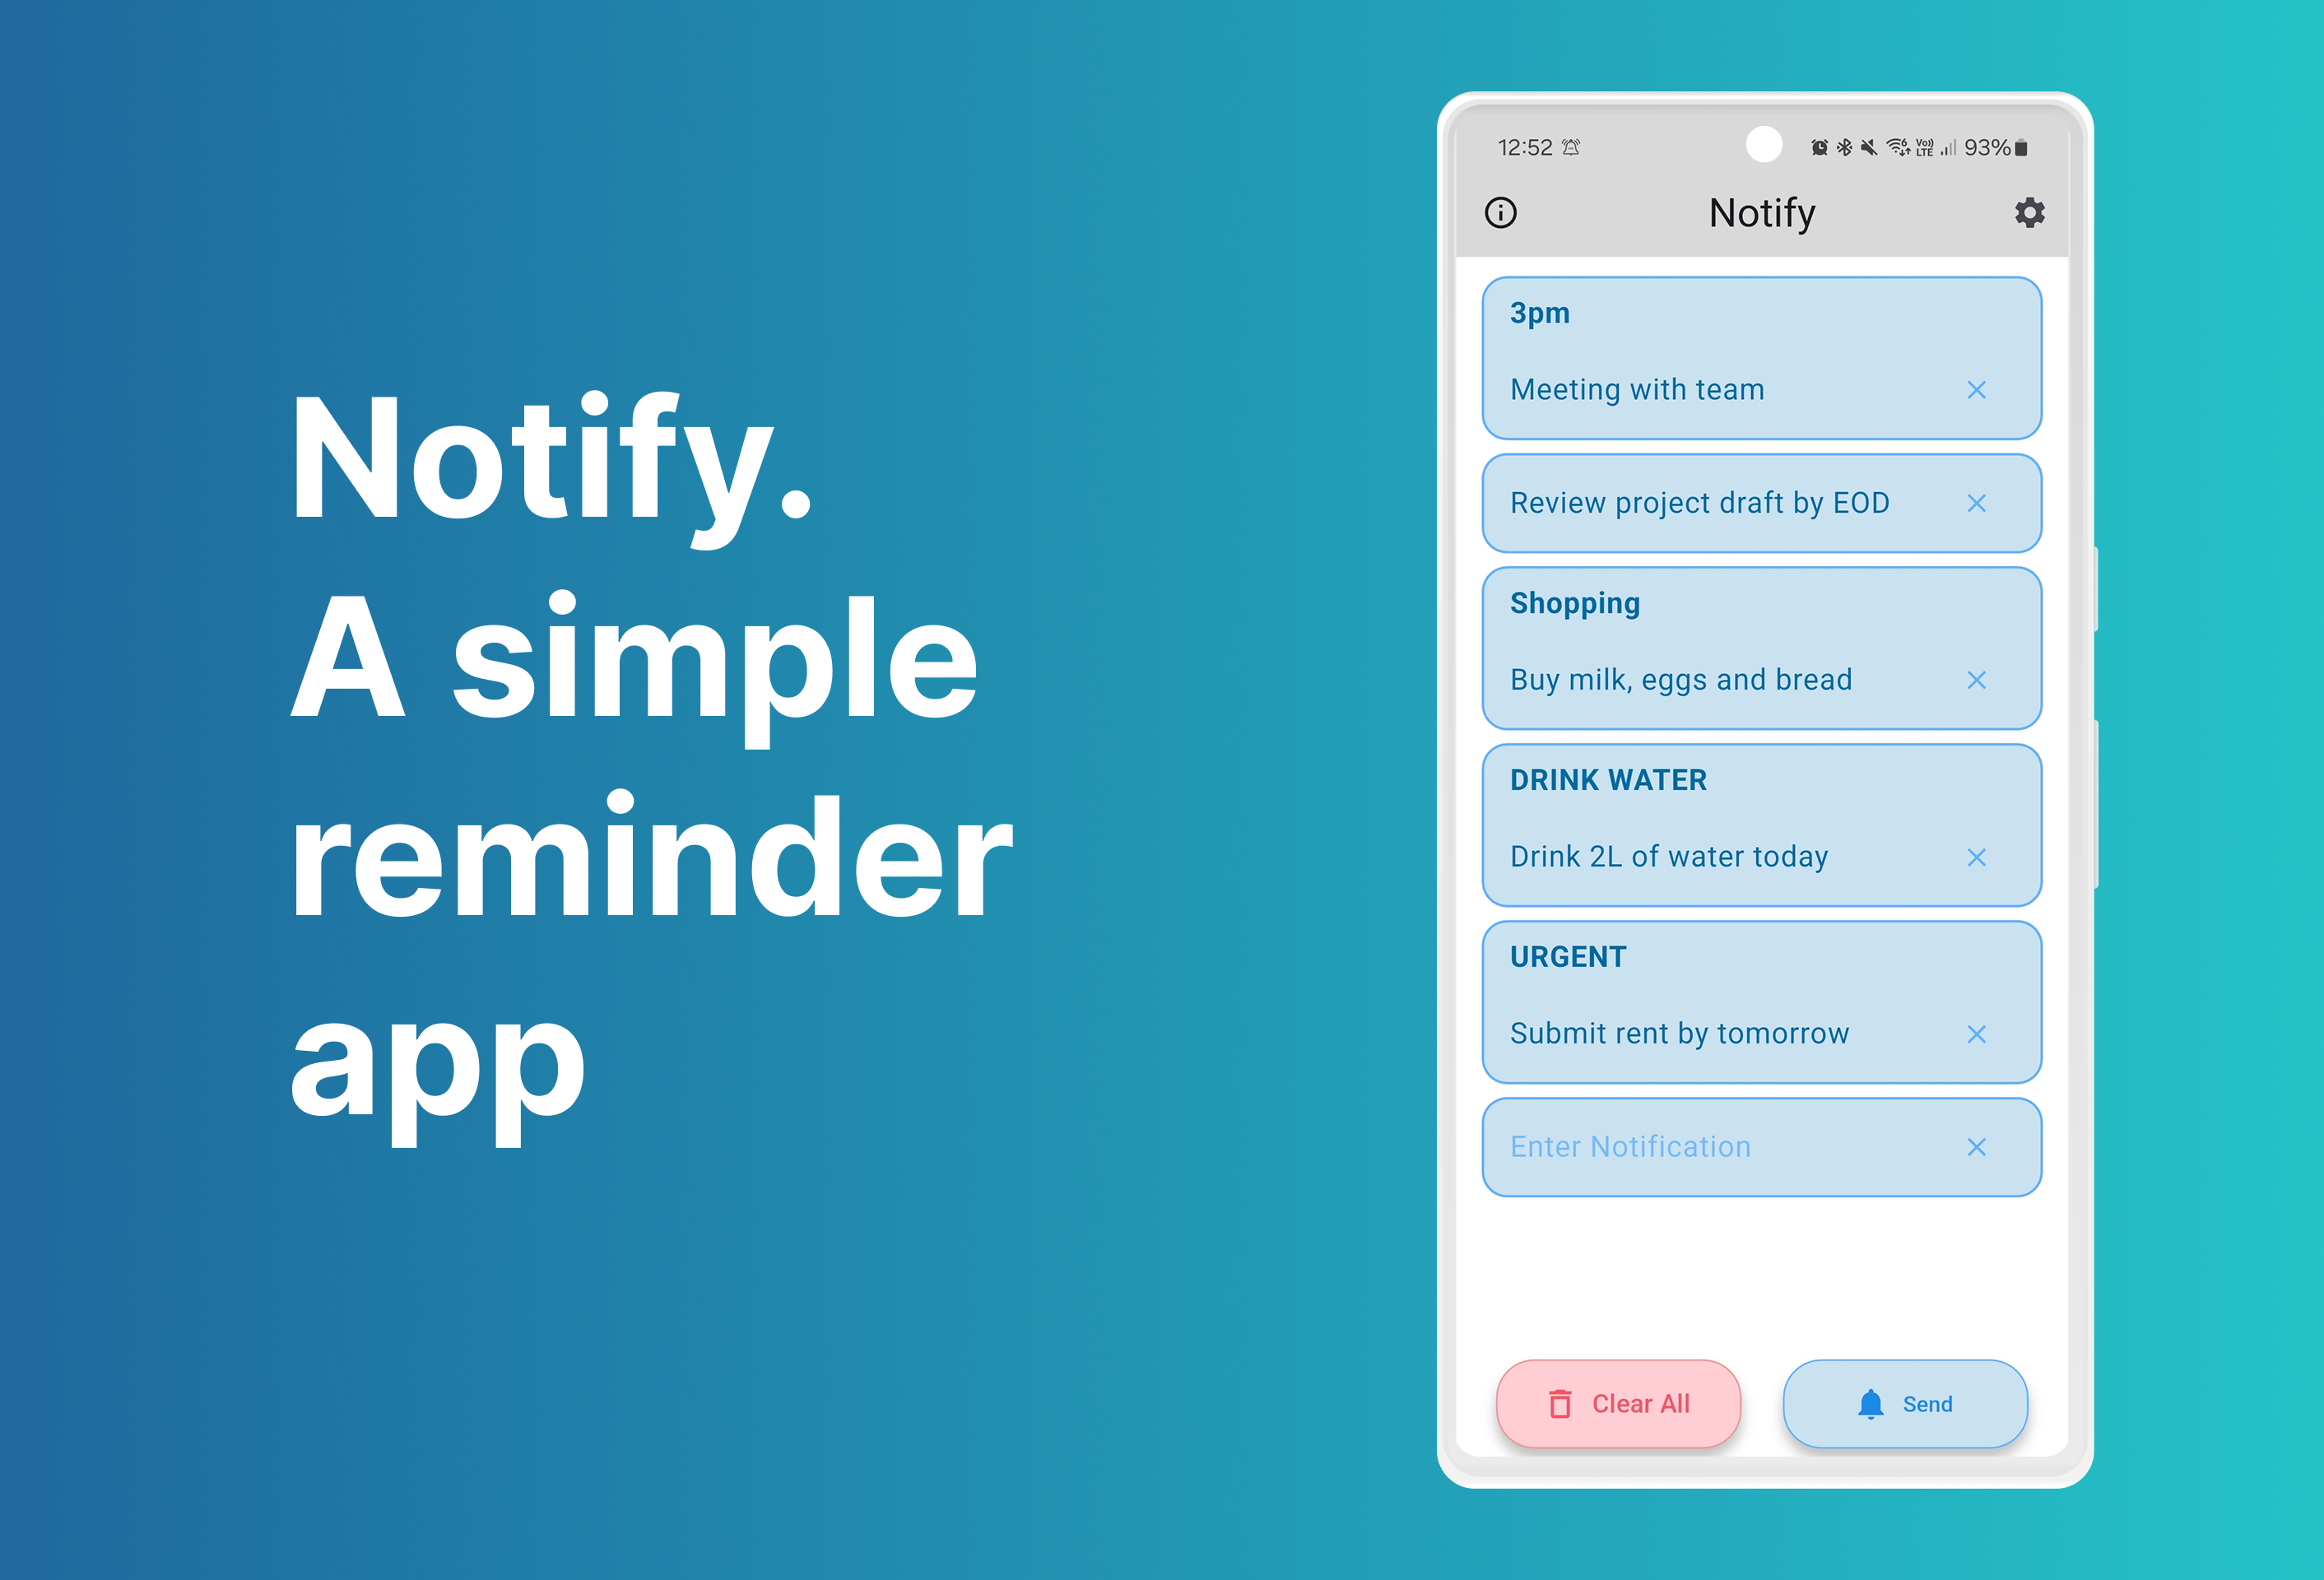 Notify.
A simple
reminder
app
12:52
Vo))
LTE
93%
Notify
3pm
Meeting with team
Review project draft by EOD
Shopping
Buy milk, eggs and bread
DRINK WATER
Drink 2L of water today
URGENT
Submit rent by tomorrow
Enter Notification
Clear All
Send